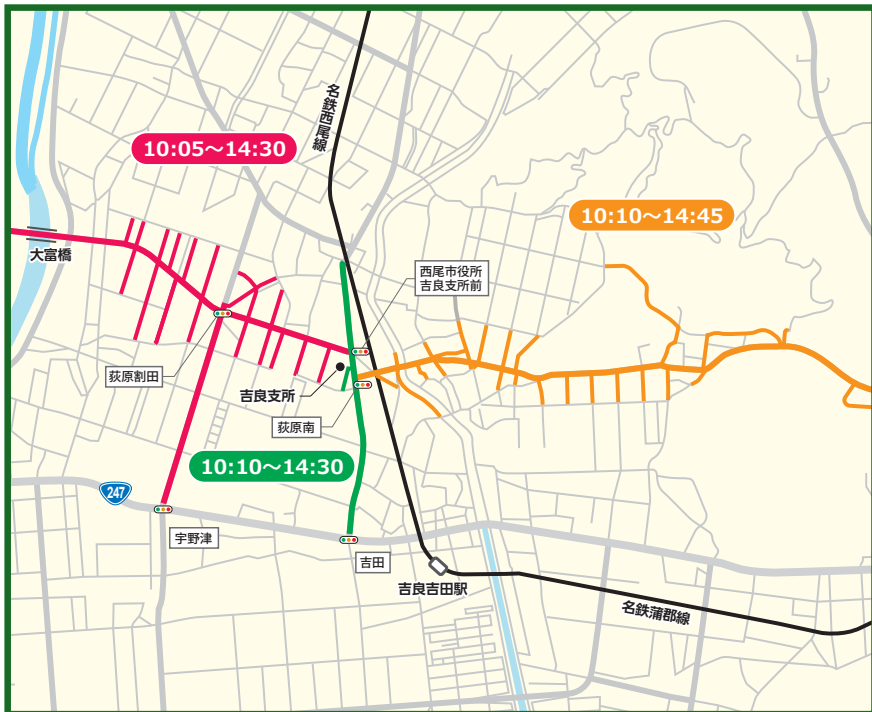 名鉄西尾線
10:05〜14:30
10:10〜14:45
大富橋
西尾市役所
吉良支所前
荻原割田
吉良支所
荻原南
10:10〜14:30
247
宇野津
吉田
吉良吉田駅
名鉄蒲郡線